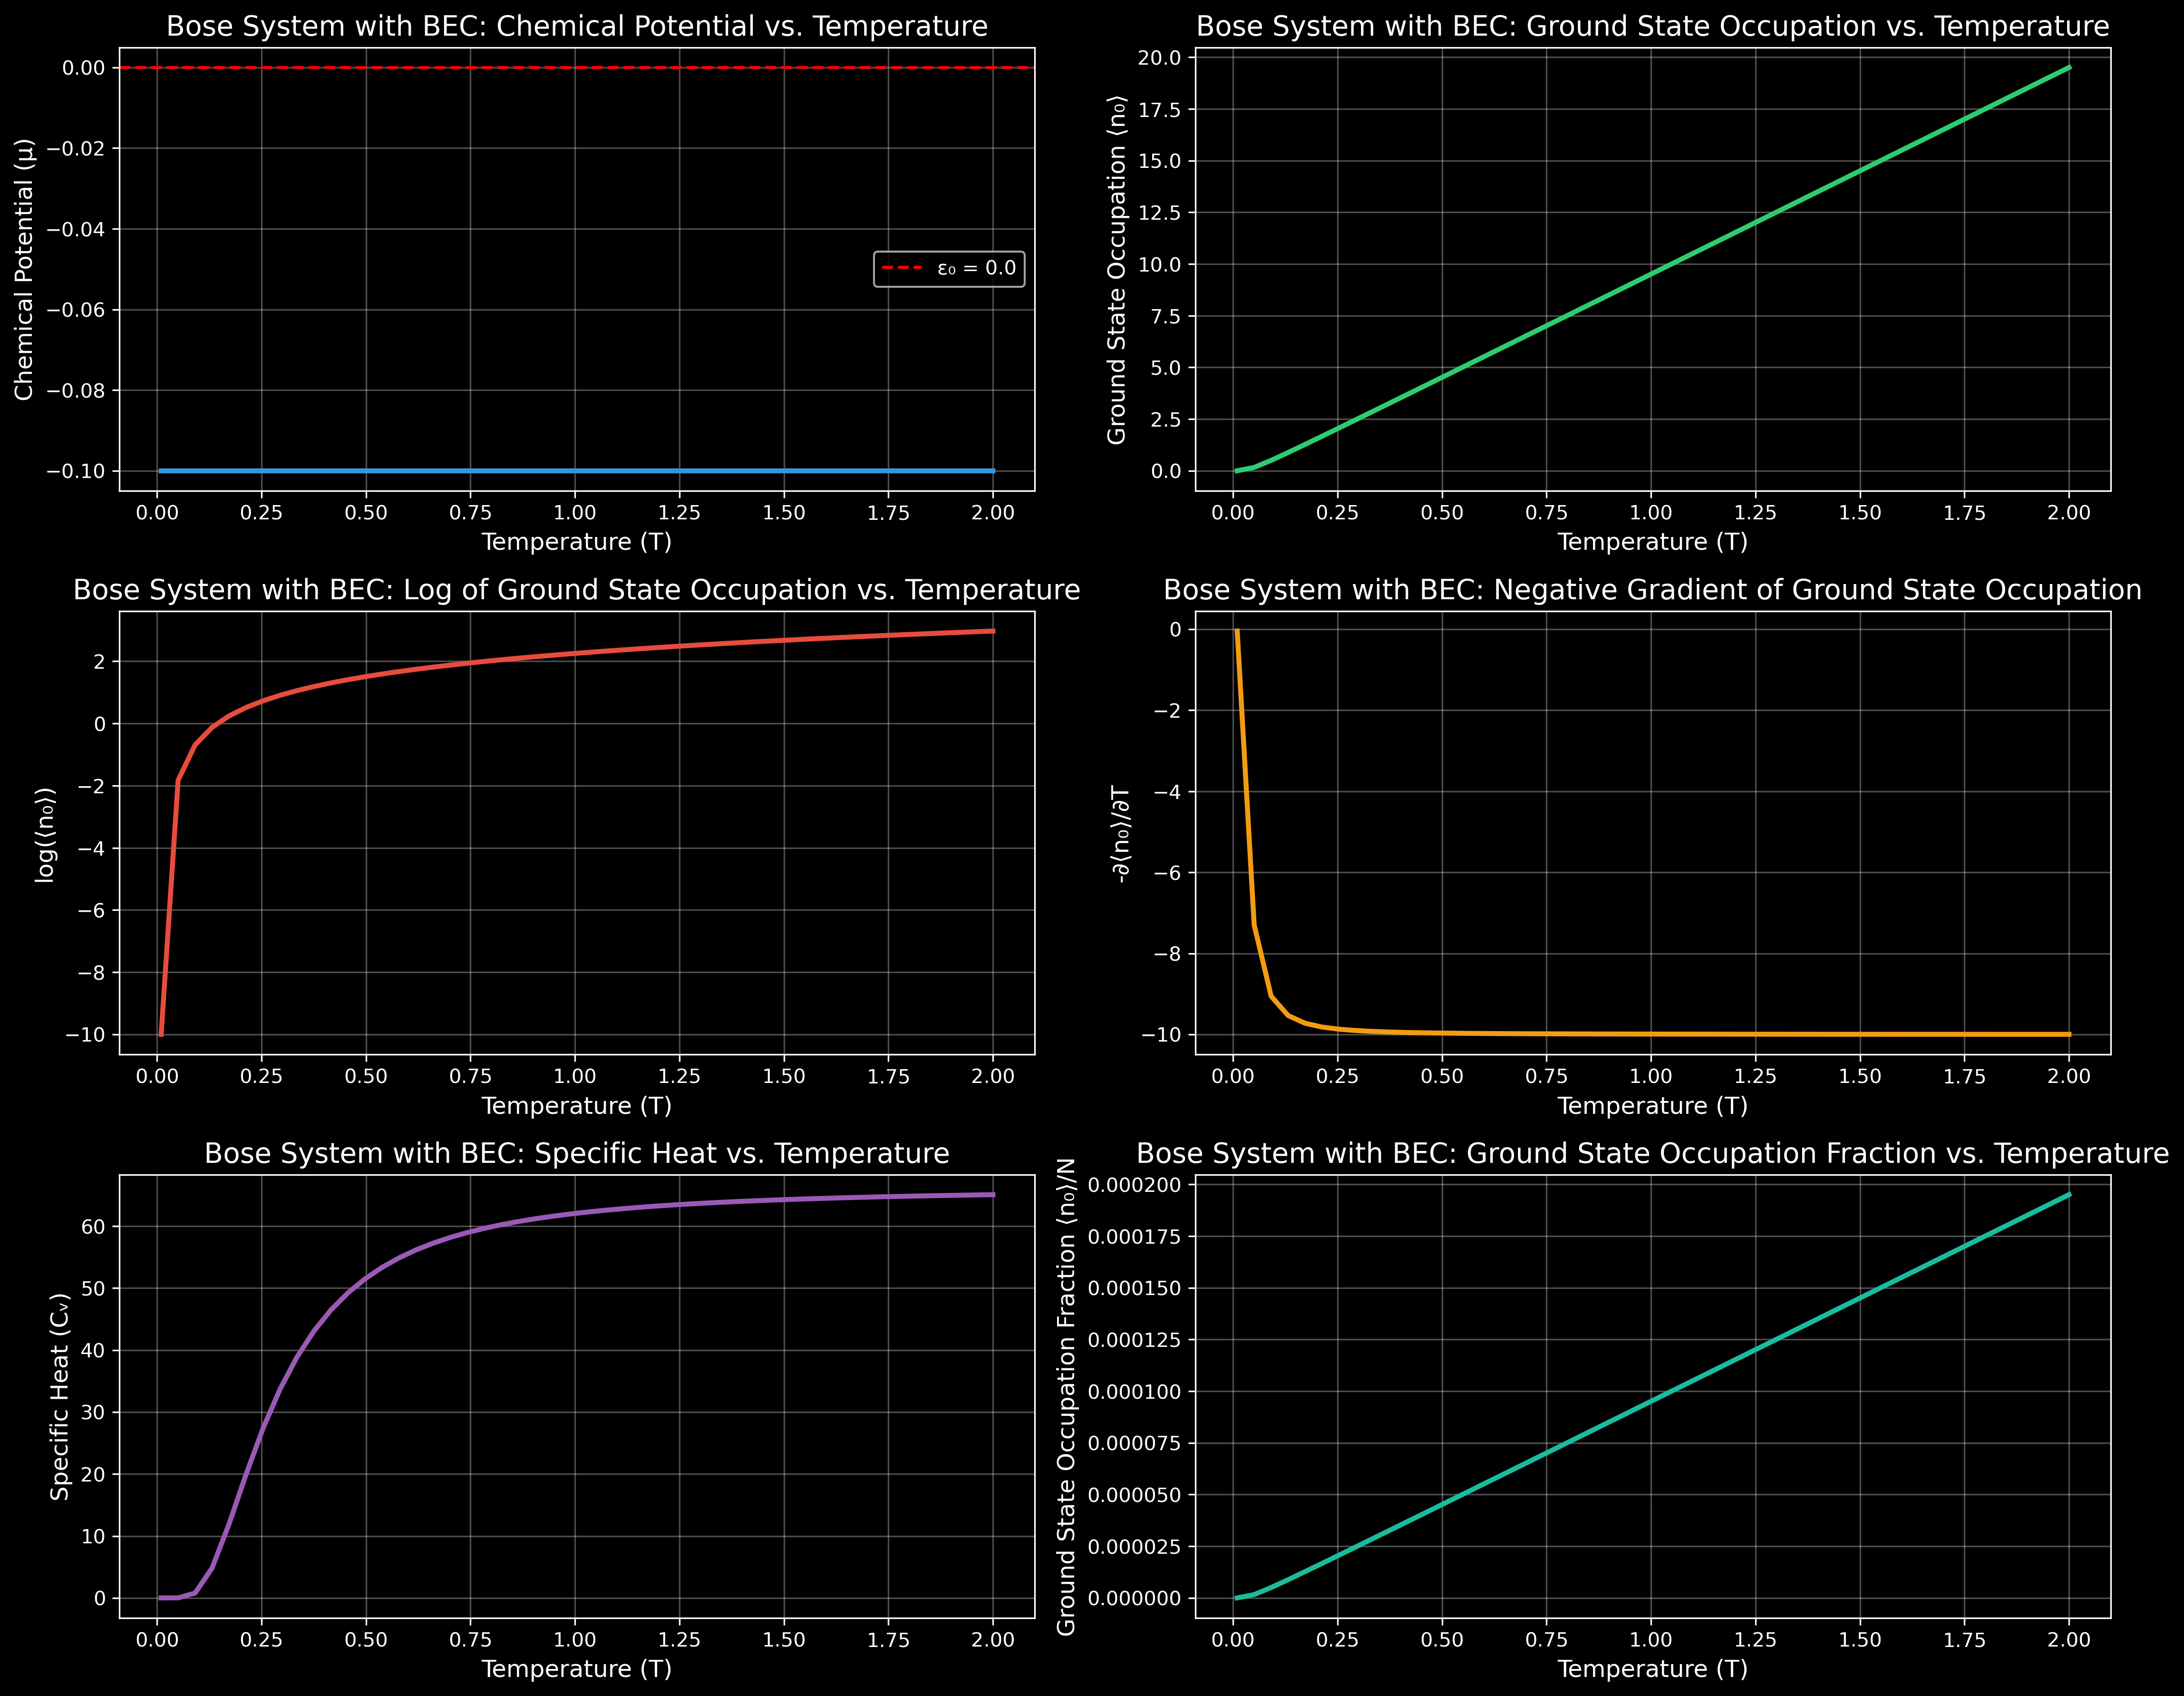 Bose System with BEC: Chemical Potential vs. Temperature
Chemical Potential (μ)
0.00
−0.02
−0.04
−0.06
−0.08
−0.10
ε₀ = 0.0
0.00 0.25 0.50 0.75 1.00 1.25 1.50 1.75 2.00
Temperature (T)
Bose System with BEC: Ground State Occupation vs. Temperature
Ground State Occupation ⟨n₀⟩
20.0
17.5
15.0
12.5
10.0
7.5
5.0
2.5
0.0
0.00 0.25 0.50 0.75 1.00 1.25 1.50 1.75 2.00
Temperature (T)
Bose System with BEC: Log of Ground State Occupation vs. Temperature
log(⟨n₀⟩)
2
0
−2
−4
−6
−8
−10
0.00 0.25 0.50 0.75 1.00 1.25 1.50 1.75 2.00
Temperature (T)
Bose System with BEC: Negative Gradient of Ground State Occupation
-∂⟨n₀⟩/∂T
0
−2
−4
−6
−8
−10
0.00 0.25 0.50 0.75 1.00 1.25 1.50 1.75 2.00
Temperature (T)
Bose System with BEC: Specific Heat vs. Temperature
Specific Heat (Cᵥ)
60
50
40
30
20
10
0
0.00 0.25 0.50 0.75 1.00 1.25 1.50 1.75 2.00
Temperature (T)
Bose System with BEC: Ground State Occupation Fraction vs. Temperature
Ground State Occupation Fraction ⟨n₀⟩/N
0.000200
0.000175
0.000150
0.000125
0.000100
0.000075
0.000050
0.000025
0.000000
0.00 0.25 0.50 0.75 1.00 1.25 1.50 1.75 2.00
Temperature (T)